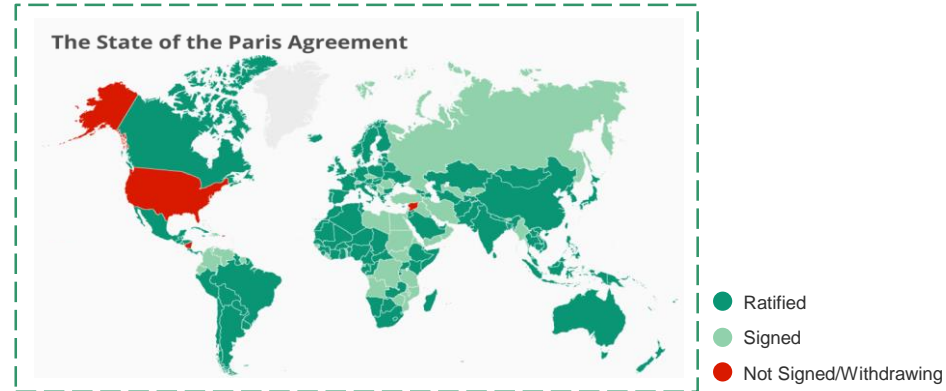 The State of the Paris Agreement
Ratified
Signed
Not Signed/Withdrawing